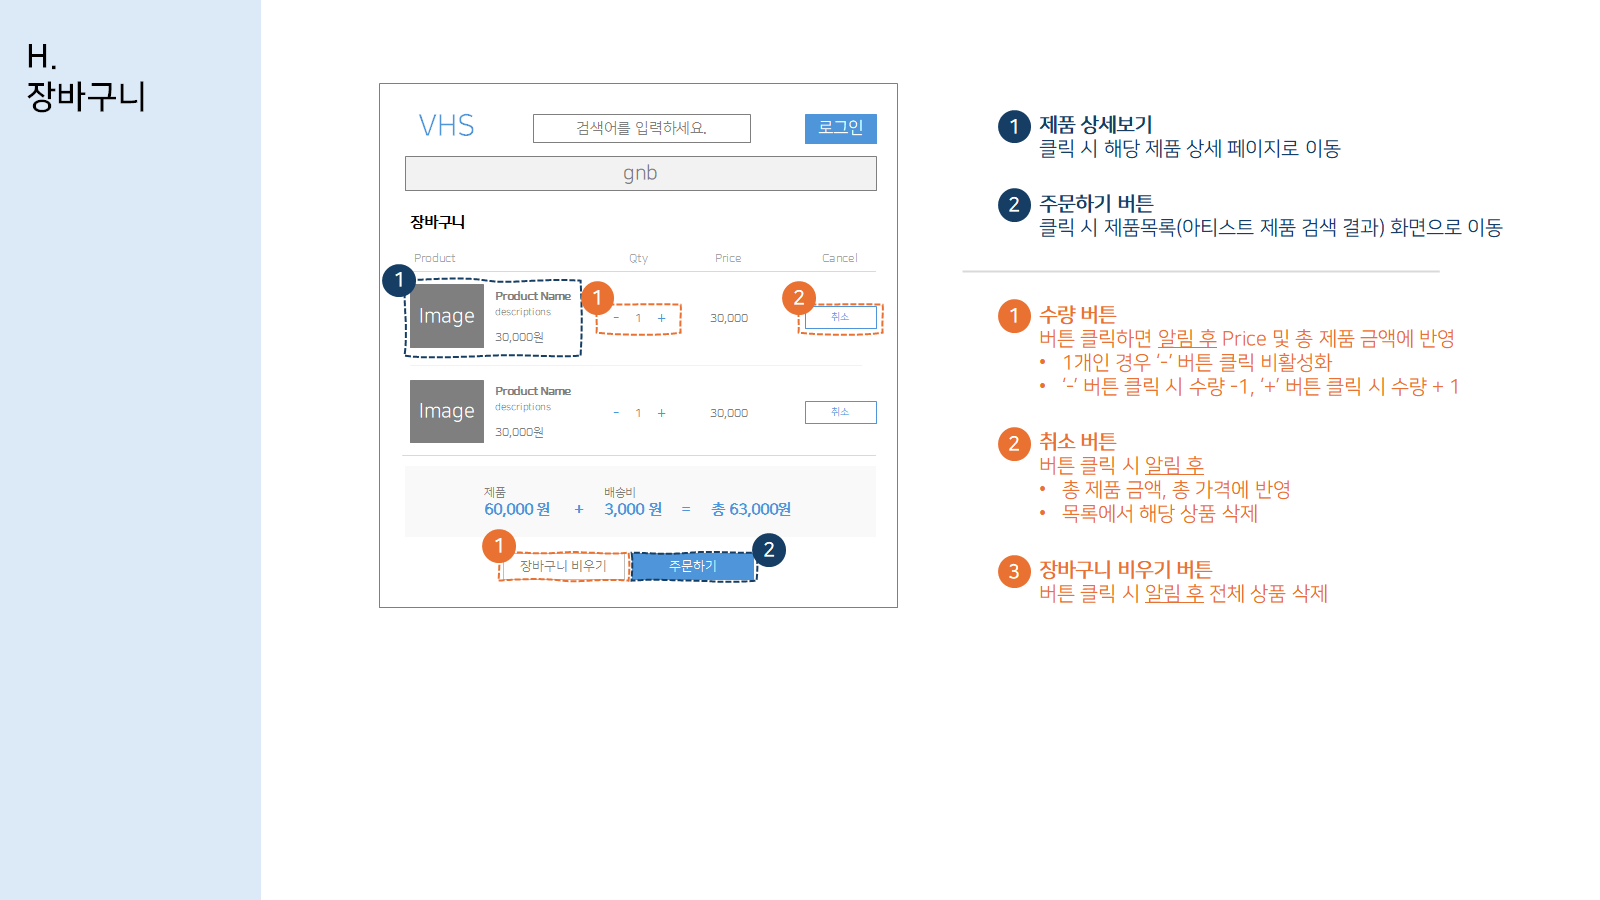 H.
장바구니
VHS
검색어를 입력하세요.
로그인
gnb
장바구니
Product
Qty
Price
Cancel
1
Image
Product Name
descriptions
30,000원
1
- 1 +
30,000
2
취소
Image
Product Name
descriptions
30,000원
- 1 +
30,000
취소
제품
60,000 원
+
배송비
3,000 원
=
총 63,000원
1
장바구니 비우기
주문하기
2
1 제품 상세보기
클릭 시 해당 제품 상세 페이지로 이동
2 주문하기 버튼
클릭 시 제품목록(아티스트 제품 검색 결과) 화면으로 이동
1 수량 버튼
버튼 클릭하면 알림 후 Price 및 총 제품 금액에 반영
• 1개인 경우 ‘-’ 버튼 클릭 비활성화
• ‘-’ 버튼 클릭 시 수량 -1, ‘+’ 버튼 클릭 시 수량 + 1
2 취소 버튼
버튼 클릭 시 알림 후
• 총 제품 금액, 총 가격에 반영
• 목록에서 해당 상품 삭제
3 장바구니 비우기 버튼
버튼 클릭 시 알림 후 전체 상품 삭제